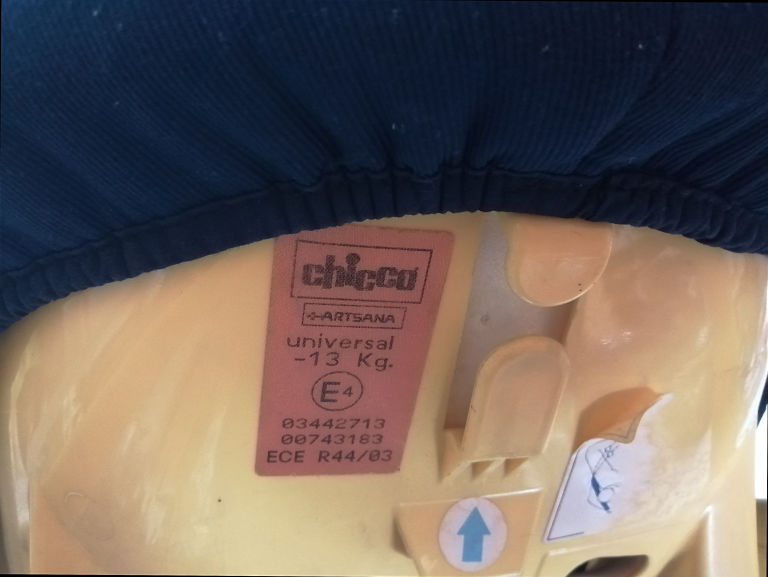 chicco
ARTSANA
universal
-13 Kg.
E4
03442713
00743183
ECE R44/03